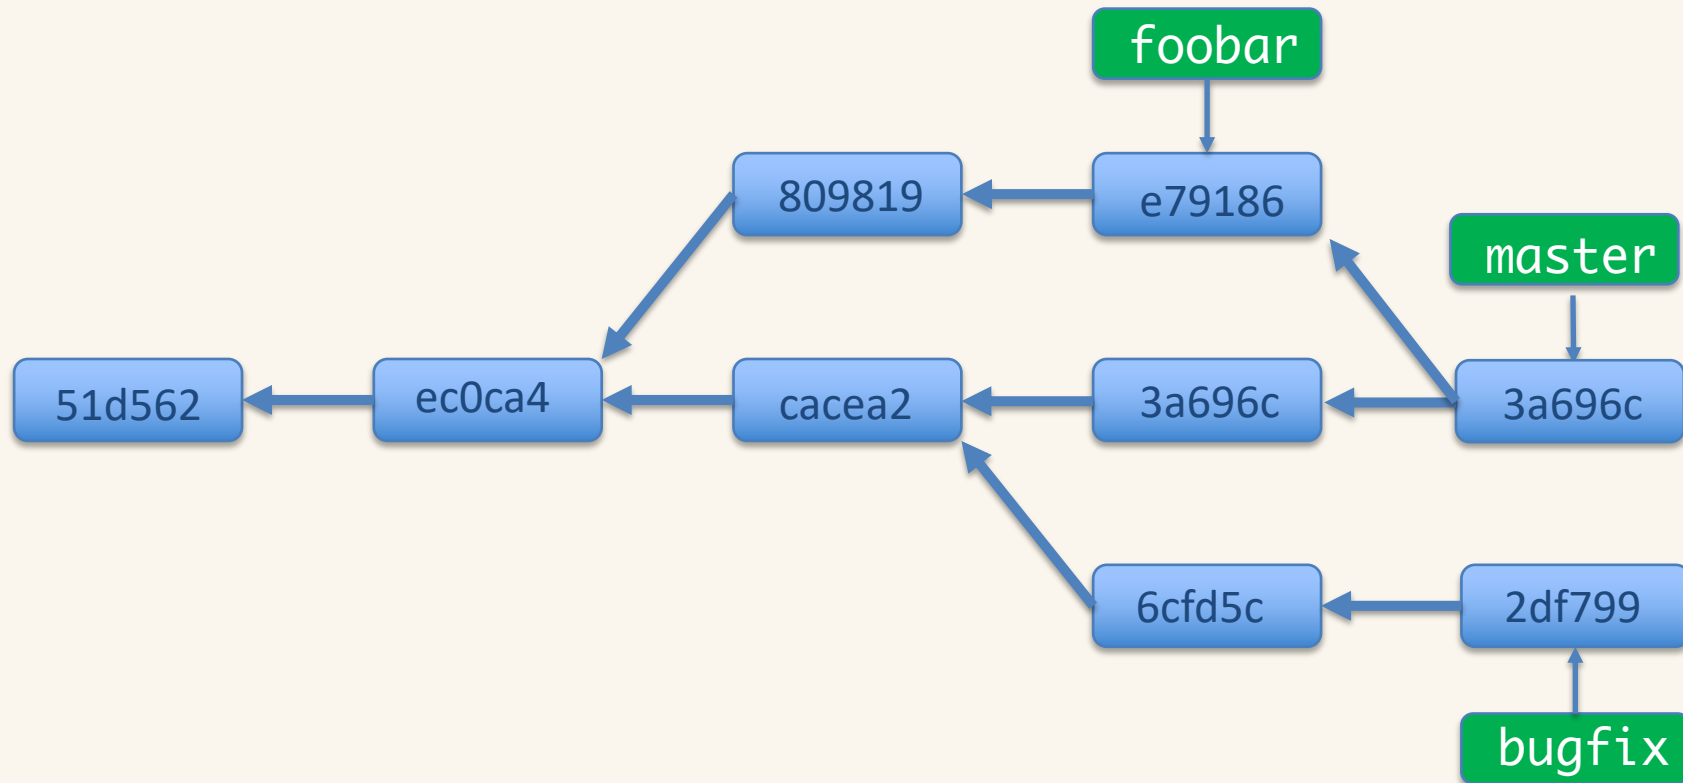 foobar
809819
e79186
master
51d562
ec0ca4
cacea2
3a696c
3a696c
6cfd5c
2df799
bugfix